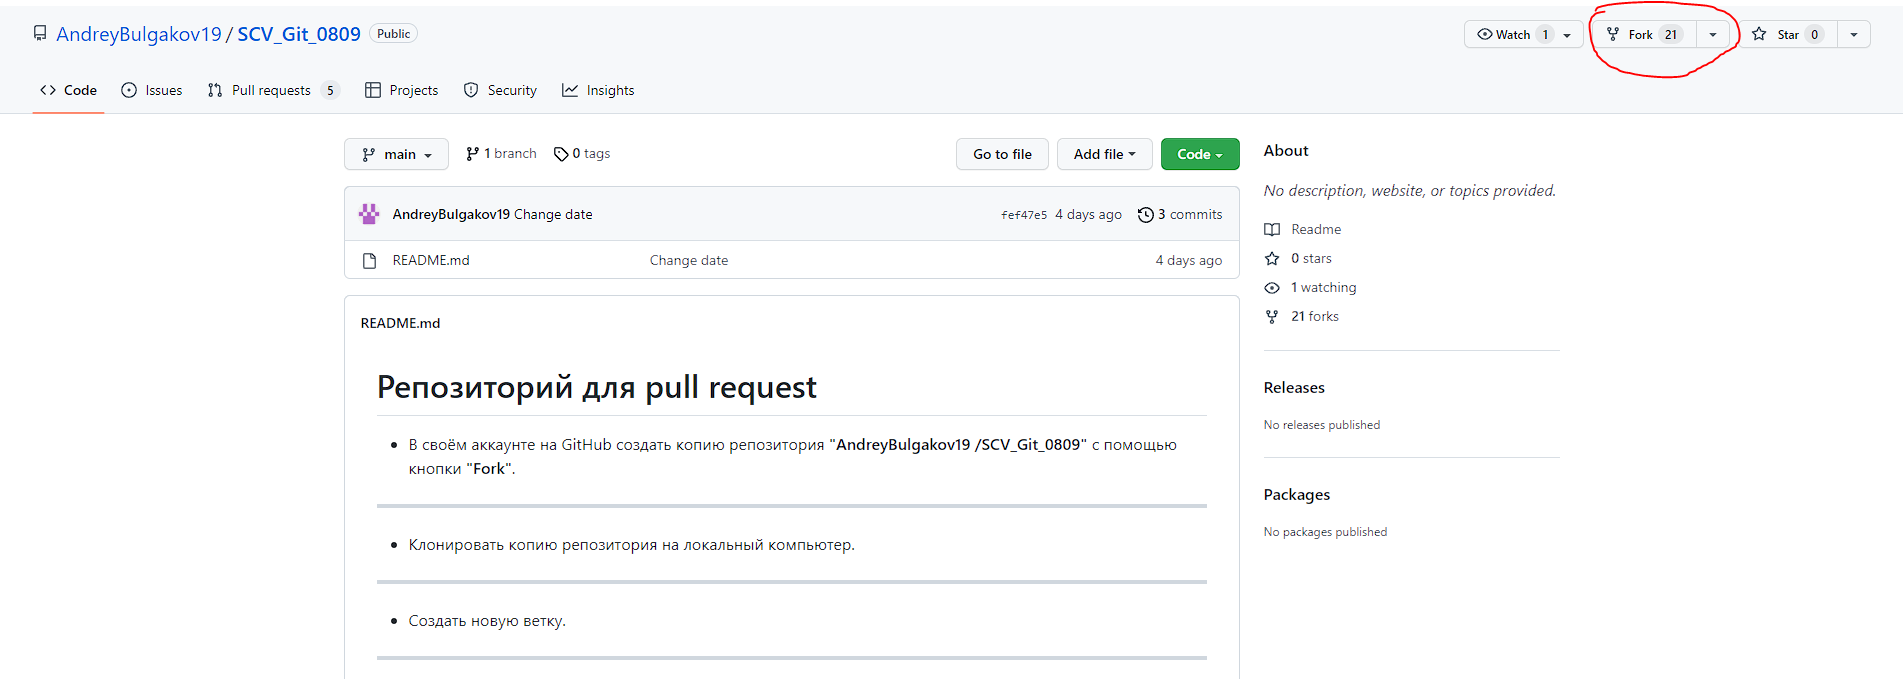 AndreyBulgakov19 / SCV_Git_0809 Public
Watch 1 Fork 21 Star 0
Code Issues Pull requests 5 Projects Security Insights
main 1 branch 0 tags Go to file Add file Code
AndreyBulgakov19 Change date fef47e5 4 days ago 3 commits
README.md Change date 4 days ago
README.md
Репозиторий для pull request
В своём аккаунте на GitHub создать копию репозитория "AndreyBulgakov19 /SCV_Git_0809" с помощью
кнопки "Fork".
Клонировать копию репозитория на локальный компьютер.
Создать новую ветку.
About
No description, website, or topics provided.
Readme
0 stars
1 watching
21 forks
Releases
No releases published
Packages
No packages published